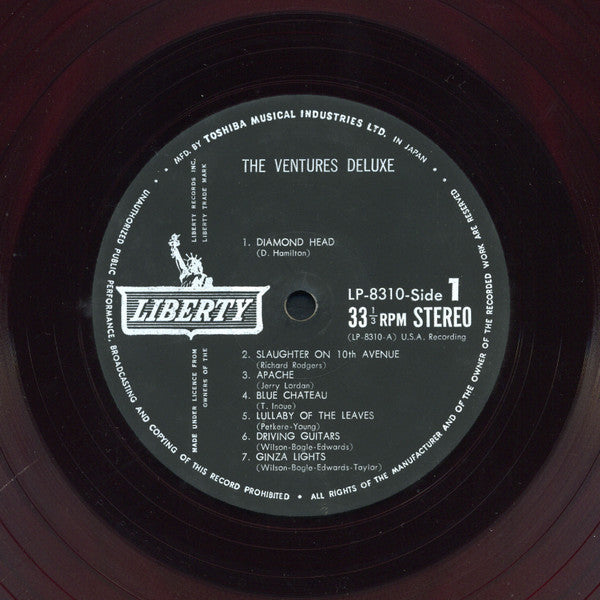 • MFD. BY TOSHIBA MUSICAL INDUSTRIES LTD. IN JAPAN
THE VENTURES DELUXE
LIBERTY RECORDS INC.
LIBERTY TRADE MARK
1. DIAMOND HEAD
(D. Hamilton)
LIBERTY
LP-8310-Side 1
33 1/3 RPM STEREO
(LP-8310-A) U.S.A. Recording
MADE UNDER LICENCE FROM
OWNERS OF THE
2. SLAUGHTER ON 10th AVENUE
(Richard Rodgers)
3. APACHE
(Jerry Lordan)
4. BLUE CHATEAU
(T. Inoue)
5. LULLABY OF THE LEAVES
(Petkere-Young)
6. DRIVING GUITARS
(Wilson-Bogle-Edwards)
7. GINZA LIGHTS
(Wilson-Bogle-Edwards-Taylor)
UNAUTHORIZED PUBLIC PERFORMANCE, BROADCASTING AND COPYING OF THIS RECORD PROHIBITED • ALL RIGHTS OF THE MANUFACTURER AND OF THE OWNER OF THE RECORDED WORK ARE RESERVED